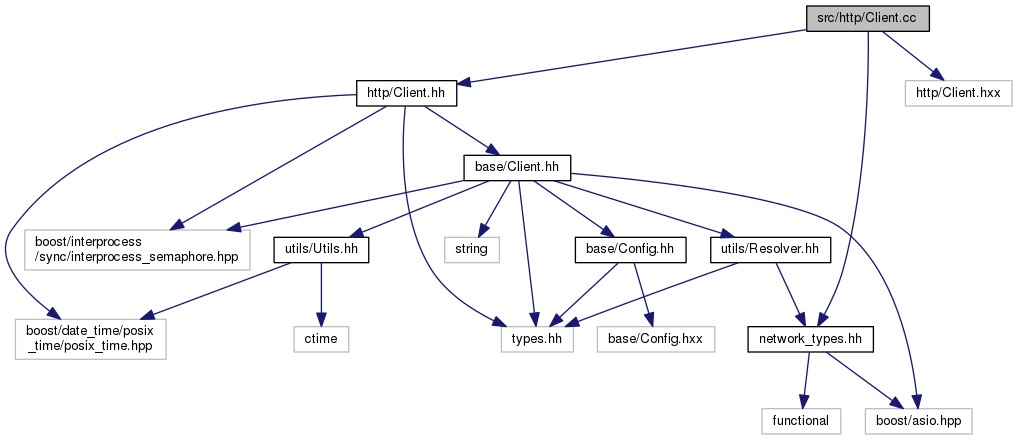 src/http/Client.cc
http/Client.hh
http/Client.hxx
base/Client.hh
boost/interprocess
/sync/interprocess_semaphore.hpp
utils/Utils.hh
string
base/Config.hh
utils/Resolver.hh
boost/date_time/posix
_time/posix_time.hpp
ctime
types.hh
base/Config.hxx
network_types.hh
functional
boost/asio.hpp